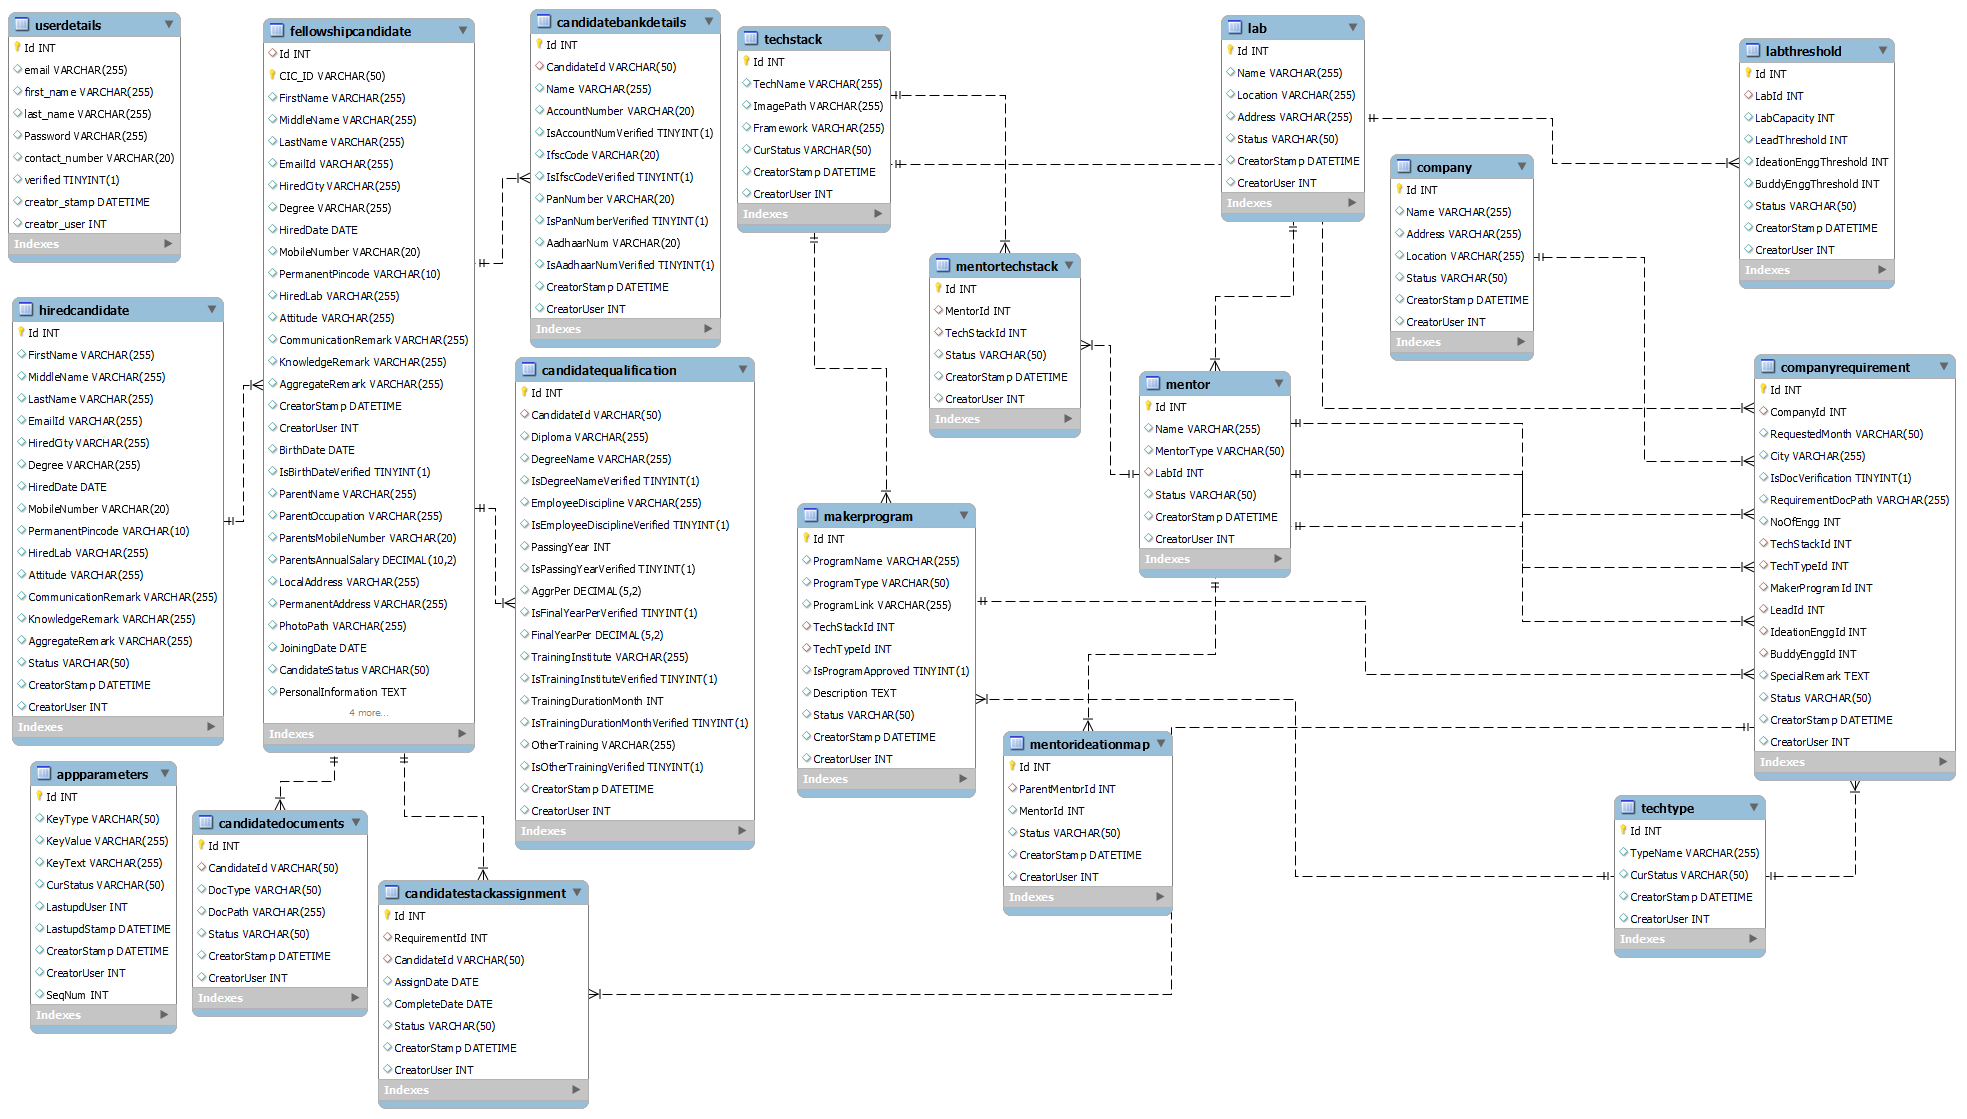 userdetails
Id INT
email VARCHAR(255)
first_name VARCHAR(255)
last_name VARCHAR(255)
Password VARCHAR(255)
contact_number VARCHAR(20)
verified TINYINT(1)
creator_stamp DATETIME
creator_user INT
Indexes
hiredcandidate
Id INT
FirstName VARCHAR(255)
MiddleName VARCHAR(255)
LastName VARCHAR(255)
EmailId VARCHAR(255)
HiredCity VARCHAR(255)
Degree VARCHAR(255)
HiredDate DATE
MobileNumber VARCHAR(20)
PermanentPincode VARCHAR(10)
HiredLab VARCHAR(255)
Attitude VARCHAR(255)
CommunicationRemark VARCHAR(255)
KnowledgeRemark VARCHAR(255)
AggregateRemark VARCHAR(255)
Status VARCHAR(50)
CreatorStamp DATETIME
CreatorUser INT
Indexes
appparameters
Id INT
KeyType VARCHAR(50)
KeyValue VARCHAR(255)
KeyText VARCHAR(255)
CurStatus VARCHAR(50)
LastupdUser INT
LastupdStamp DATETIME
CreatorStamp DATETIME
CreatorUser INT
SeqNum INT
Indexes
fellowshipcandidate
Id INT
CIC_ID VARCHAR(50)
FirstName VARCHAR(255)
MiddleName VARCHAR(255)
LastName VARCHAR(255)
EmailId VARCHAR(255)
HiredCity VARCHAR(255)
Degree VARCHAR(255)
HiredDate DATE
MobileNumber VARCHAR(20)
PermanentPincode VARCHAR(10)
HiredLab VARCHAR(255)
Attitude VARCHAR(255)
CommunicationRemark VARCHAR(255)
KnowledgeRemark VARCHAR(255)
AggregateRemark VARCHAR(255)
CreatorStamp DATETIME
CreatorUser INT
BirthDate DATE
IsBirthDateVerified TINYINT(1)
ParentName VARCHAR(255)
ParentOccupation VARCHAR(255)
ParentsMobileNumber VARCHAR(20)
ParentsAnnualSalary DECIMAL(10,2)
LocalAddress VARCHAR(255)
PermanentAddress VARCHAR(255)
PhotoPath VARCHAR(255)
JoiningDate DATE
CandidateStatus VARCHAR(50)
PersonalInformation TEXT
4 more...
Indexes
candidatedocuments
Id INT
CandidateId VARCHAR(50)
DocType VARCHAR(50)
DocPath VARCHAR(255)
Status VARCHAR(50)
CreatorStamp DATETIME
CreatorUser INT
Indexes
candidatestackassignment
Id INT
RequirementId INT
CandidateId VARCHAR(50)
AssignDate DATE
CompleteDate DATE
Status VARCHAR(50)
CreatorStamp DATETIME
CreatorUser INT
Indexes
candidatebankdetails
Id INT
CandidateId VARCHAR(50)
Name VARCHAR(255)
AccountNumber VARCHAR(20)
IsAccountNumVerified TINYINT(1)
IfscCode VARCHAR(20)
IsIfscCodeVerified TINYINT(1)
PanNumber VARCHAR(20)
IsPanNumberVerified TINYINT(1)
AadhaarNum VARCHAR(20)
IsAadhaarNumVerified TINYINT(1)
CreatorStamp DATETIME
CreatorUser INT
Indexes
candidatequalification
Id INT
CandidateId VARCHAR(50)
Diploma VARCHAR(255)
DegreeName VARCHAR(255)
IsDegreeNameVerified TINYINT(1)
EmployeeDiscipline VARCHAR(255)
IsEmployeeDisciplineVerified TINYINT(1)
PassingYear INT
IsPassingYearVerified TINYINT(1)
AggrPer DECIMAL(5,2)
IsFinalYearPerVerified TINYINT(1)
FinalYearPer DECIMAL(5,2)
TrainingInstitute VARCHAR(255)
IsTrainingInstituteVerified TINYINT(1)
TrainingDurationMonth INT
IsTrainingDurationMonthVerified TINYINT(1)
OtherTraining VARCHAR(255)
IsOtherTrainingVerified TINYINT(1)
CreatorStamp DATETIME
CreatorUser INT
Indexes
techstack
Id INT
TechName VARCHAR(255)
ImagePath VARCHAR(255)
Framework VARCHAR(255)
CurStatus VARCHAR(50)
CreatorStamp DATETIME
CreatorUser INT
Indexes
mentortechstack
Id INT
MentorId INT
TechStackId INT
Status VARCHAR(50)
CreatorStamp DATETIME
CreatorUser INT
Indexes
makerprogram
Id INT
ProgramName VARCHAR(255)
ProgramType VARCHAR(50)
ProgramLink VARCHAR(255)
TechStackId INT
TechTypeId INT
IsProgramApproved TINYINT(1)
Description TEXT
Status VARCHAR(50)
CreatorStamp DATETIME
CreatorUser INT
Indexes
lab
Id INT
Name VARCHAR(255)
Location VARCHAR(255)
Address VARCHAR(255)
Status VARCHAR(50)
CreatorStamp DATETIME
CreatorUser INT
Indexes
mentor
Id INT
Name VARCHAR(255)
MentorType VARCHAR(50)
LabId INT
Status VARCHAR(50)
CreatorStamp DATETIME
CreatorUser INT
Indexes
mentorideationmap
Id INT
ParentMentorId INT
MentorId INT
Status VARCHAR(50)
CreatorStamp DATETIME
CreatorUser INT
Indexes
company
Id INT
Name VARCHAR(255)
Address VARCHAR(255)
Location VARCHAR(255)
Status VARCHAR(50)
CreatorStamp DATETIME
CreatorUser INT
Indexes
labthreshold
Id INT
LabId INT
LabCapacity INT
LeadThreshold INT
IdeationEnggThreshold INT
BuddyEnggThreshold INT
Status VARCHAR(50)
CreatorStamp DATETIME
CreatorUser INT
Indexes
companyrequirement
Id INT
CompanyId INT
RequestedMonth VARCHAR(50)
City VARCHAR(255)
IsDocVerification TINYINT(1)
RequirementDocPath VARCHAR(255)
NoOfEngg INT
TechStackId INT
TechTypeId INT
MakerProgramId INT
LeadId INT
IdeationEnggId INT
BuddyEnggId INT
SpecialRemark TEXT
Status VARCHAR(50)
CreatorStamp DATETIME
CreatorUser INT
Indexes
techtype
Id INT
TypeName VARCHAR(255)
CurStatus VARCHAR(50)
CreatorStamp DATETIME
CreatorUser INT
Indexes